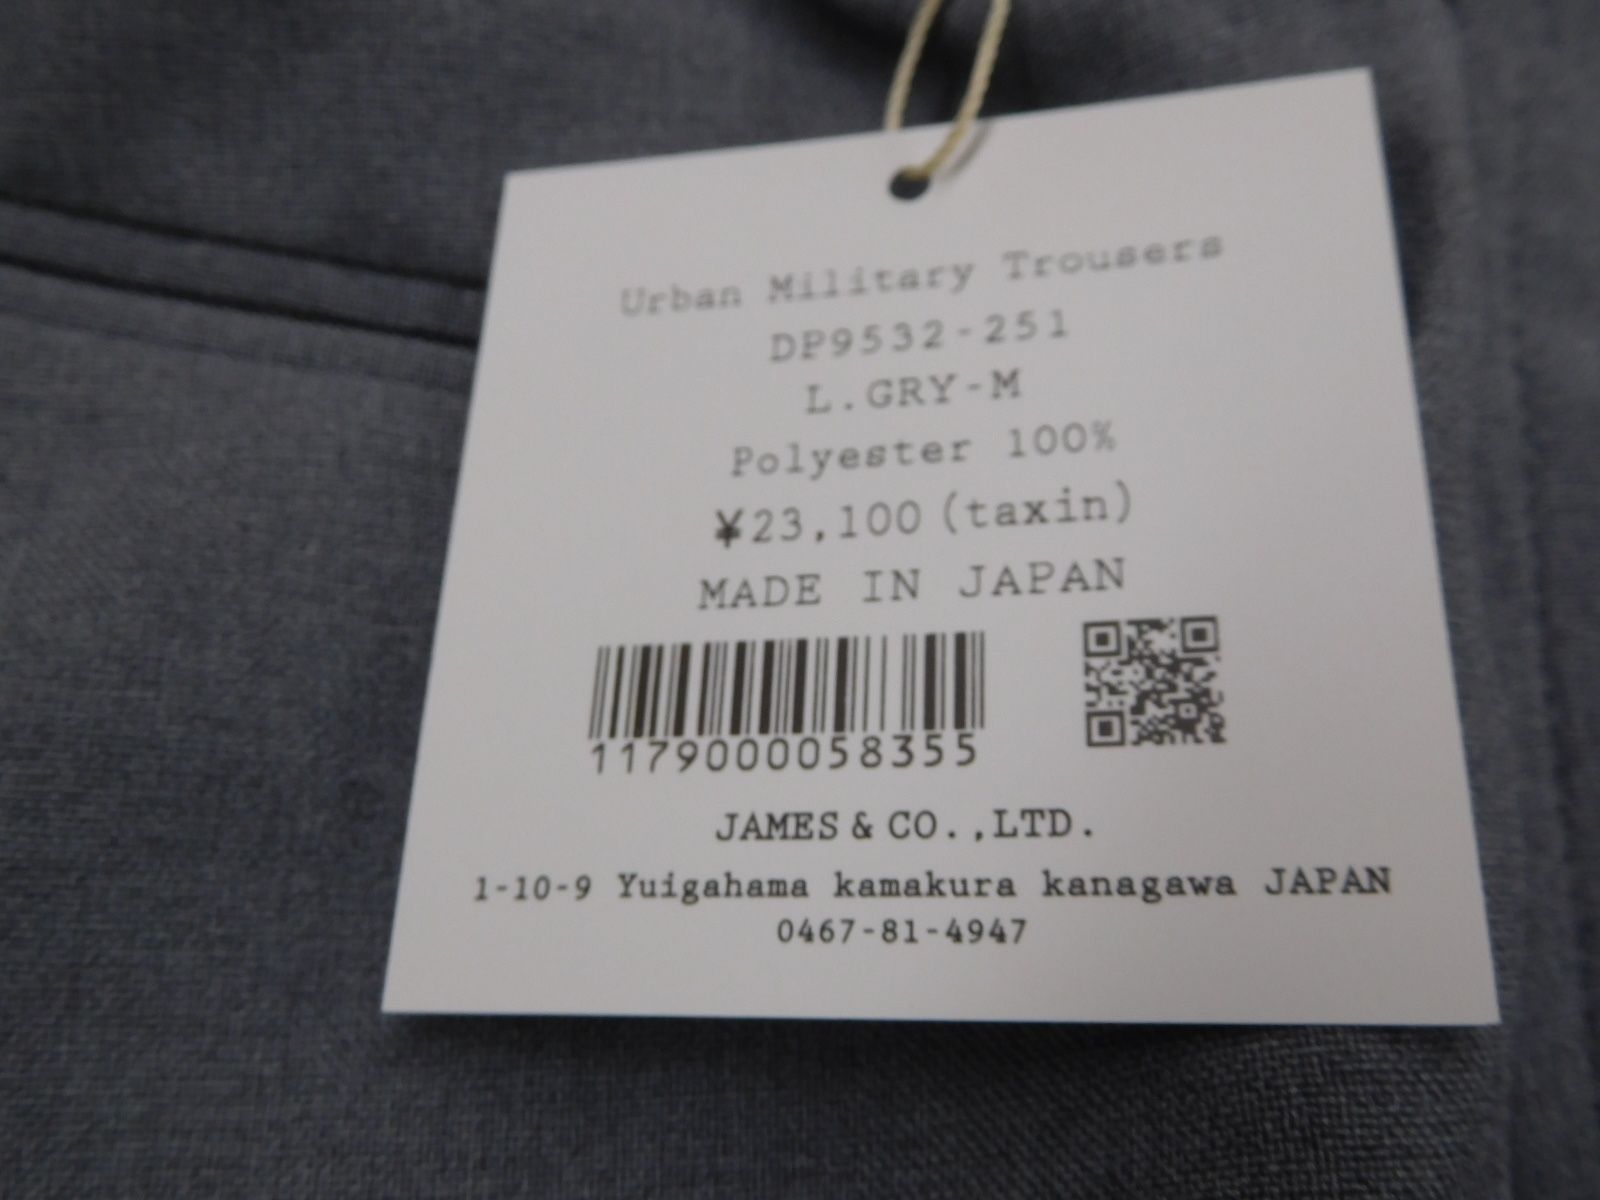 Urban Military Trousers
DP9532-251
L.GRY-M
Polyester 100%
¥23,100(taxin)
MADE IN JAPAN
1179000058355
JAMES & CO.,LTD.
1-10-9 Yuigahama kamakura kanagawa JAPAN
0467-81-4947